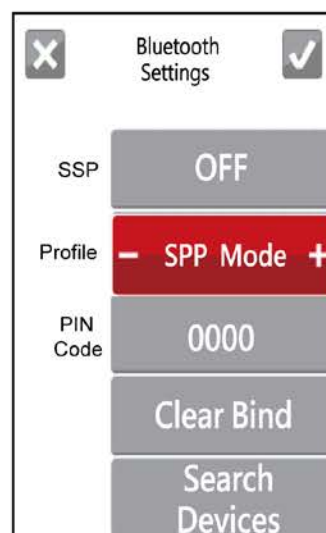 Bluetooth
Settings
SSP
OFF
Profile
- SPP Mode +
PIN
Code
0000
Clear Bind
Search
Devices